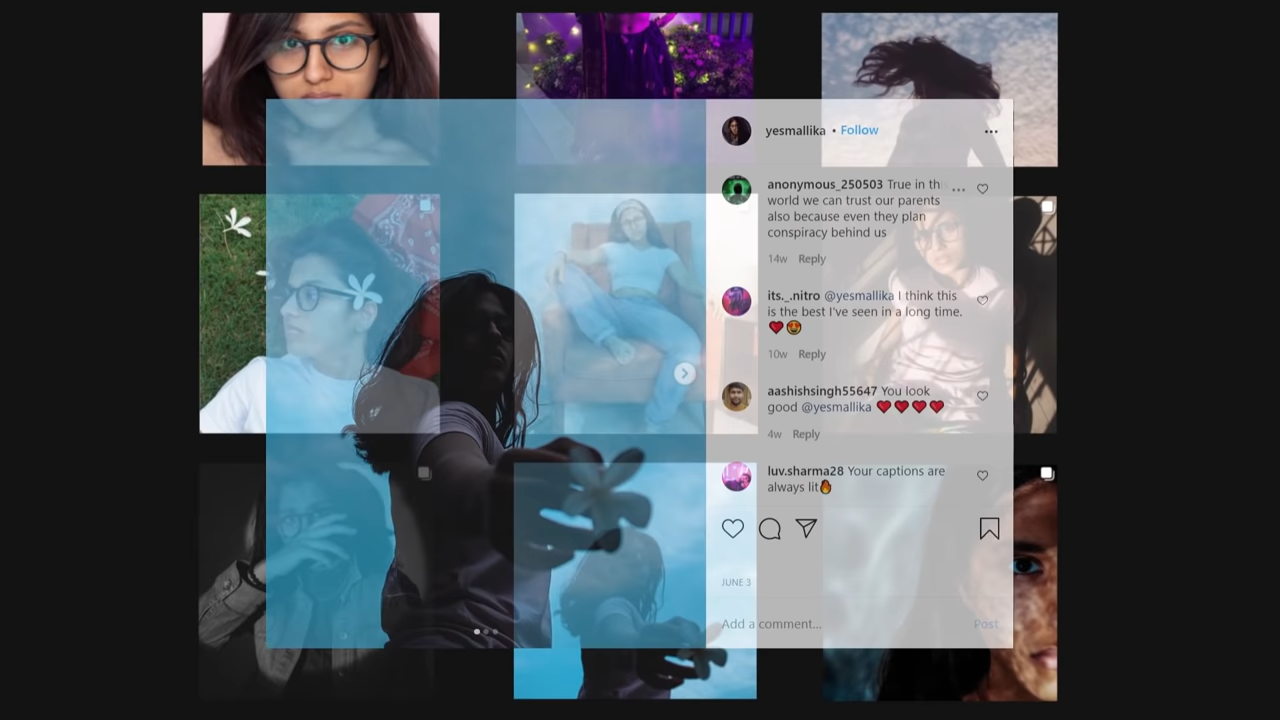 yesmallika • Follow
anonymous_250503 True in this
world we can trust our parents
also because even they plan
conspiracy behind us
14w Reply
its._.nitro @yesmallika I think this
is the best I've seen in a long time.
❤️😍
10w Reply
aashishsingh55647 You look
good @yesmallika ❤️❤️❤️❤️
4w Reply
luv.sharma28 Your captions are
always lit🔥
JUNE 3
Add a comment...
Post